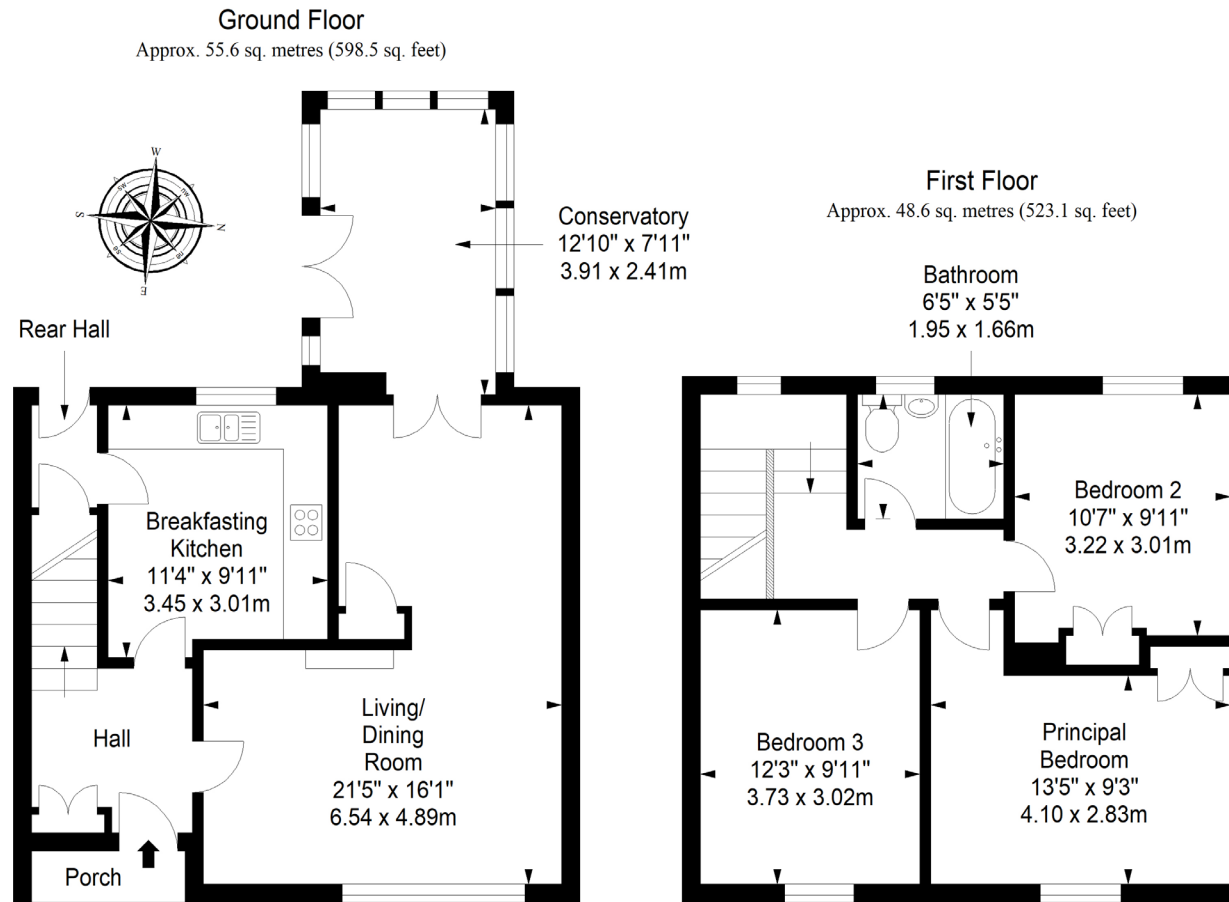 Ground Floor
Approx. 55.6 sq. metres (598.5 sq. feet)
W
SW
NW
S
N
SE
NE
E
Conservatory
12'10" x 7'11"
3.91 x 2.41m
Rear Hall
Breakfasting
Kitchen
11'4" x 9'11"
3.45 x 3.01m
Living/
Dining
Room
21'5" x 16'1"
6.54 x 4.89m
Hall
Porch
First Floor
Approx. 48.6 sq. metres (523.1 sq. feet)
Bathroom
6'5" x 5'5"
1.95 x 1.66m
Bedroom 2
10'7" x 9'11"
3.22 x 3.01m
Bedroom 3
12'3" x 9'11"
3.73 x 3.02m
Principal
Bedroom
13'5" x 9'3"
4.10 x 2.83m